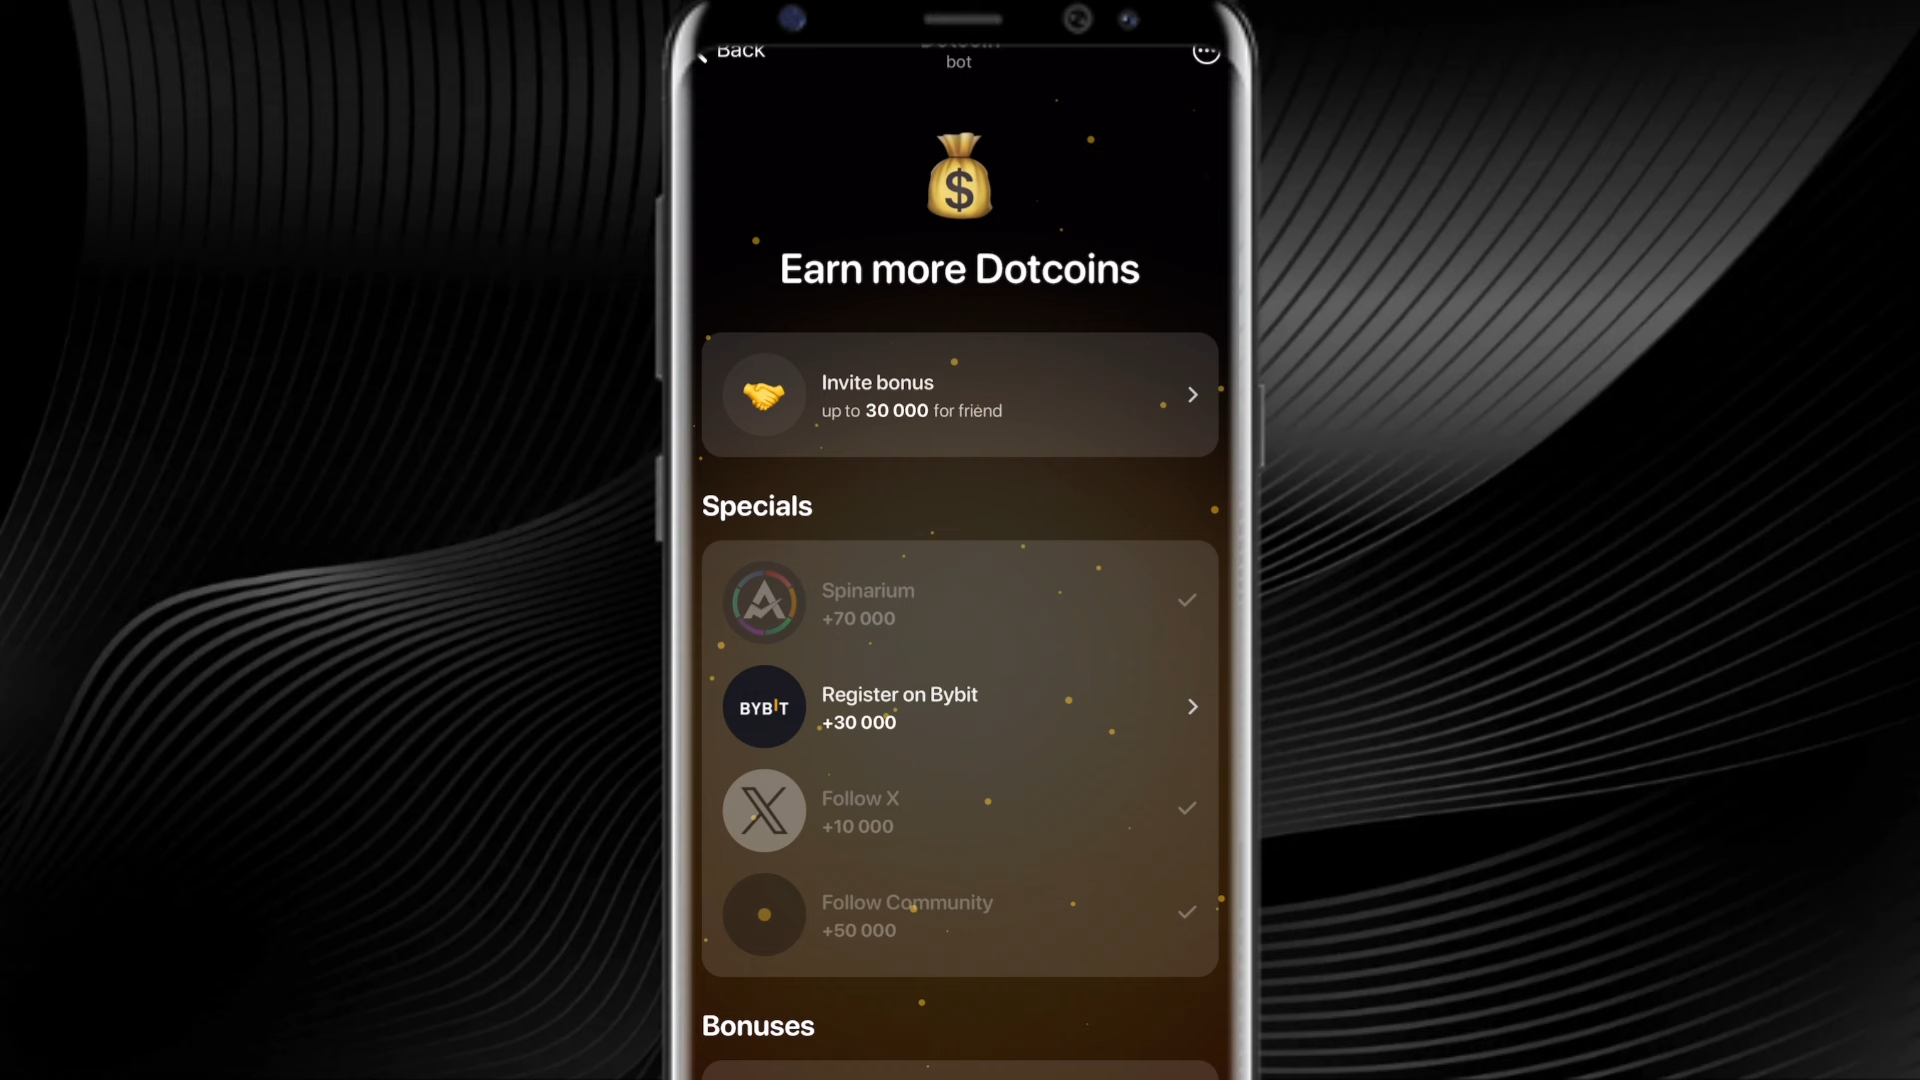 Back
Dotcoin
bot
$
Earn more Dotcoins
Invite bonus
up to 30 000 for friend
Specials
Spinarium
+70 000
BYBIT
Register on Bybit
+30 000
Follow X
+10 000
Follow Community
+50 000
Bonuses